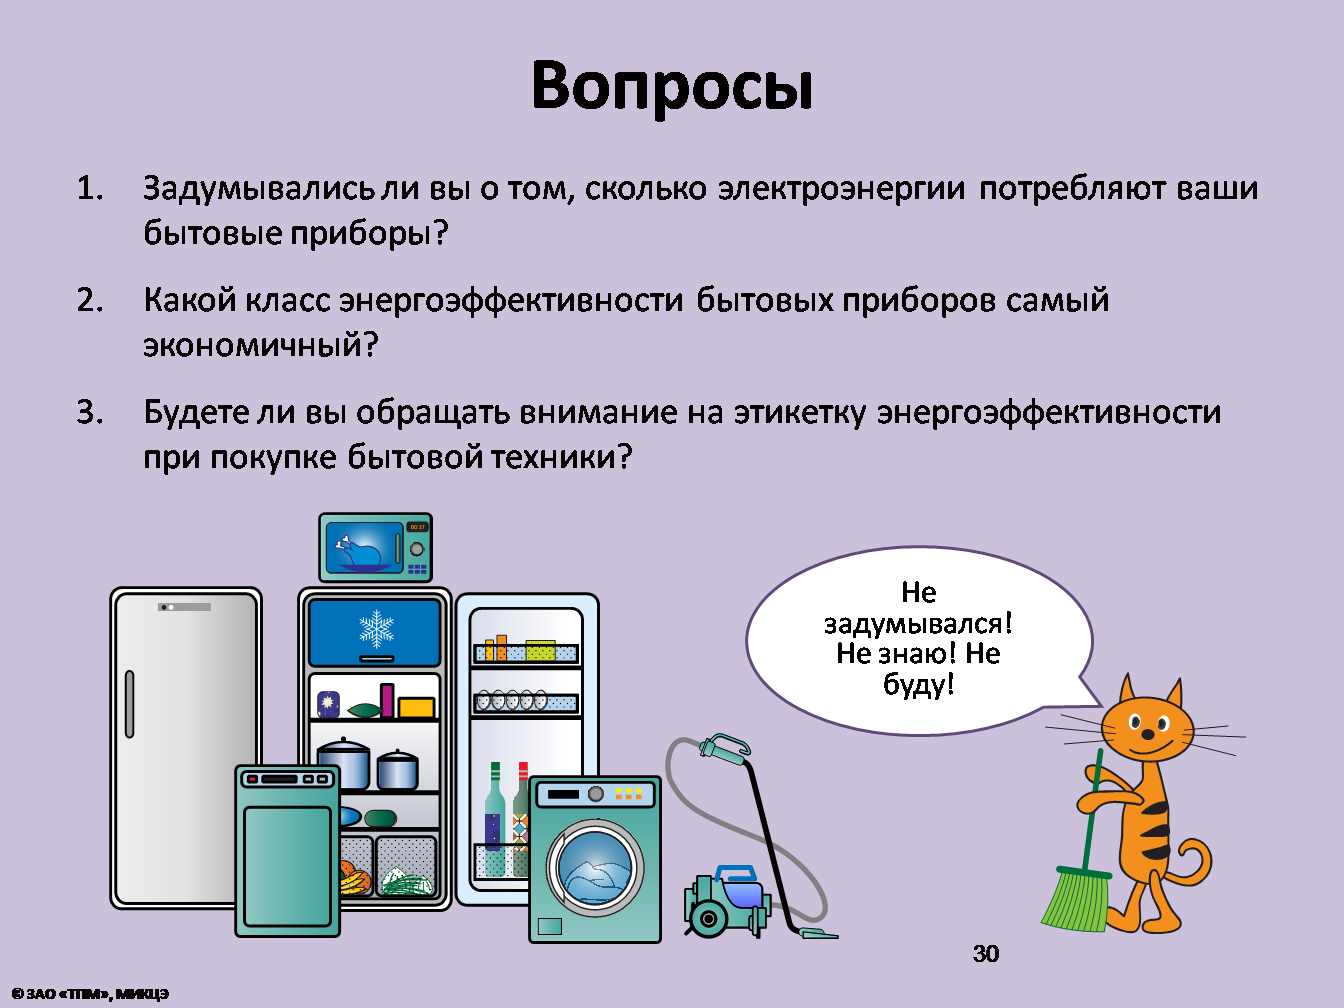 Вопросы
1. Задумывались ли вы о том, сколько электроэнергии потребляют ваши
бытовые приборы?
2. Какой класс энергоэффективности бытовых приборов самый
экономичный?
3. Будете ли вы обращать внимание на этикетку энергоэффективности
при покупке бытовой техники?
00:37
Не
задумывался!
Не знаю! Не
буду!
30
© ЗАО «ТПМ», МИКЦЭ